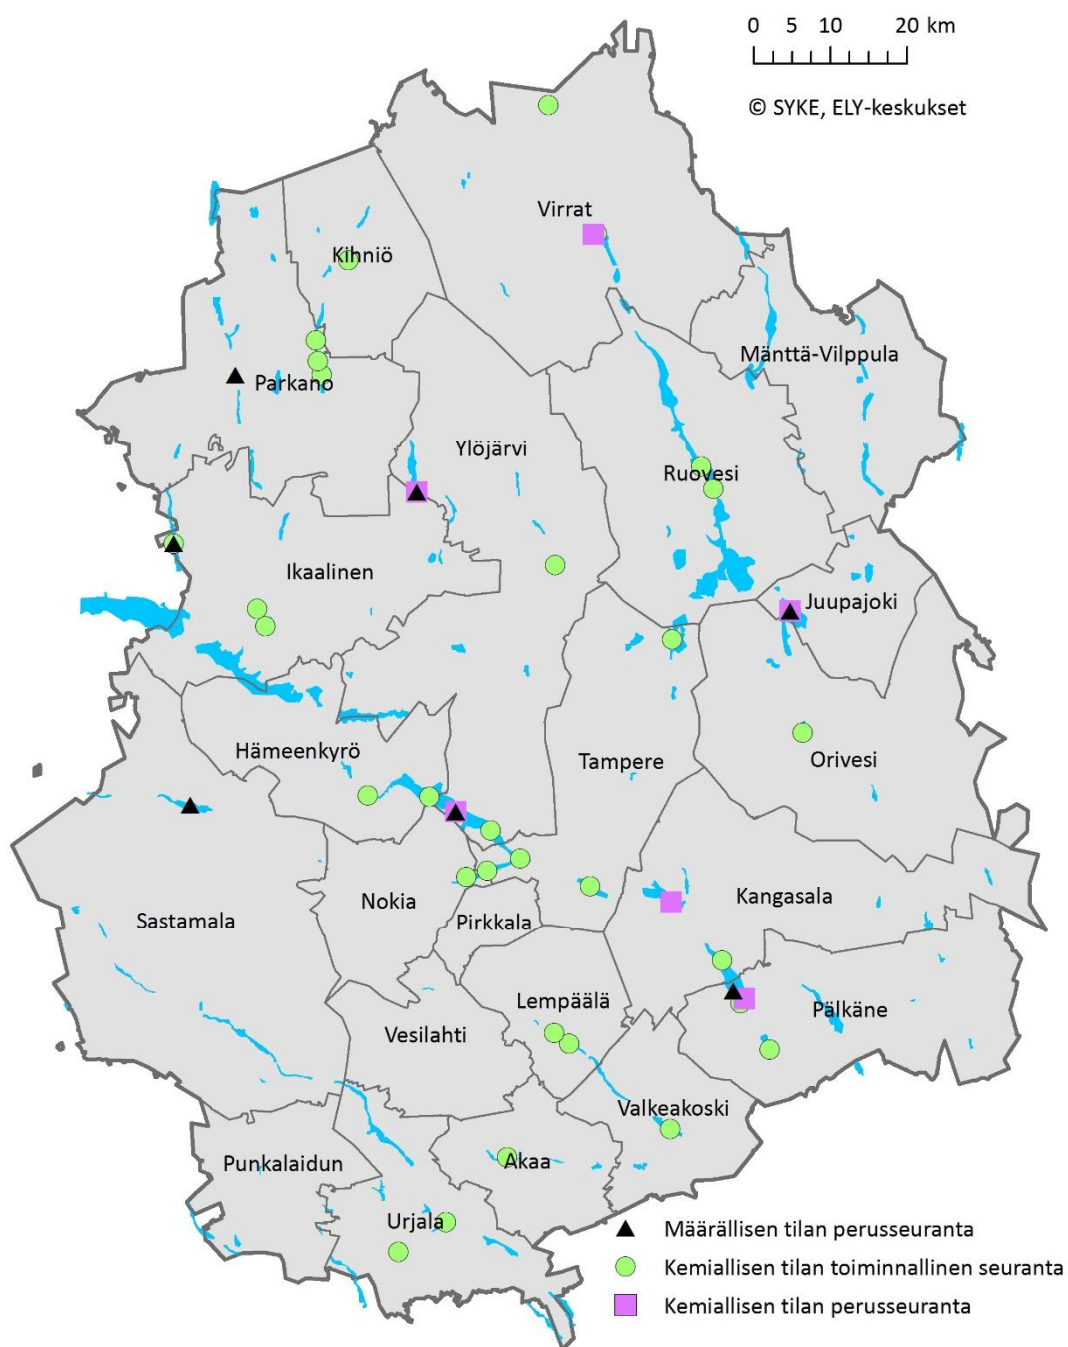 0 5 10 20 km
© SYKE, ELY-keskukset
Virrat
Kihniö
Mänttä-Vilppula
Parkano
Ylöjärvi
Ruovesi
Ikaalinen
Juupajoki
Hämeenkyrö
Tampere
Orivesi
Kangasala
Nokia
Sastamala
Pirkkala
Lempäälä
Pälkäne
Vesilahti
Valkeakoski
Punkalaidun
Akaa
Urjala
Määrällisen tilan perusseuranta
Kemiallisen tilan toiminnallinen seuranta
Kemiallisen tilan perusseuranta